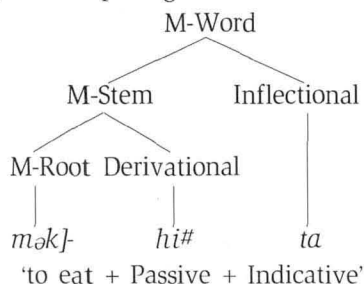 M-Word
M-Stem Inflectional
M-Root Derivational
mək]- hi# ta
'to eat + Passive + Indicative'